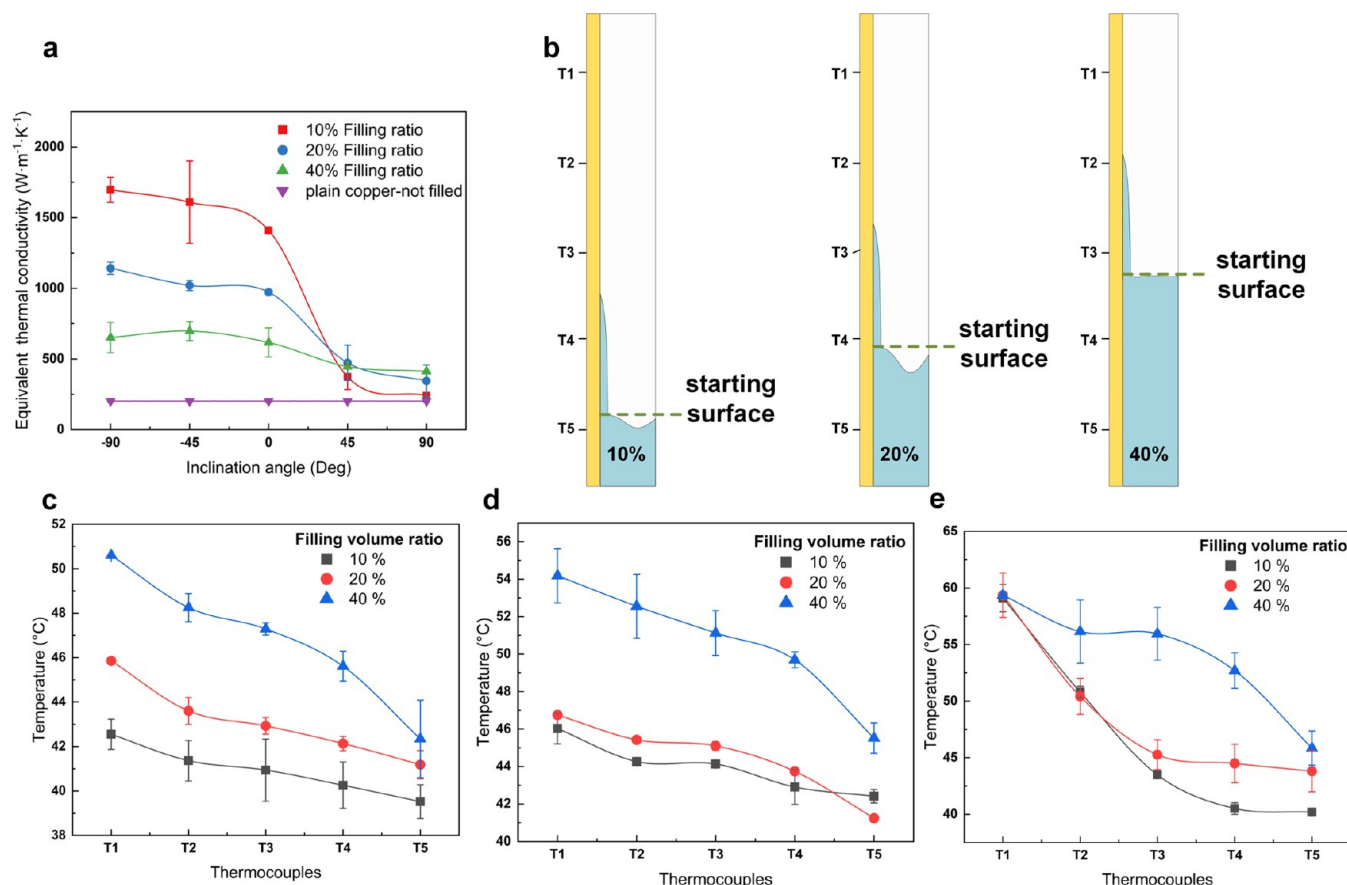 a
Equivalent thermal conductivity (W·m⁻¹·K⁻¹)
2000
1500
1000
500
0
-90
-45
0
45
90
Inclination angle (Deg)
10% Filling ratio
20% Filling ratio
40% Filling ratio
plain copper-not filled
b
T1
T2
T3
T4
T5
starting
surface
10%
T1
T2
T3
T4
T5
starting
surface
20%
T1
T2
T3
T4
T5
starting
surface
40%
c
Temperature (°C)
52
50
48
46
44
42
40
38
T1
T2
T3
T4
T5
Thermocouples
Filling volume ratio
10 %
20 %
40 %
d
Temperature (°C)
56
54
52
50
48
46
44
42
40
T1
T2
T3
T4
T5
Thermocouples
Filling volume ratio
10 %
20 %
40 %
e
Temperature (°C)
65
60
55
50
45
40
T1
T2
T3
T4
T5
Thermocouples
Filling volume ratio
10 %
20 %
40 %